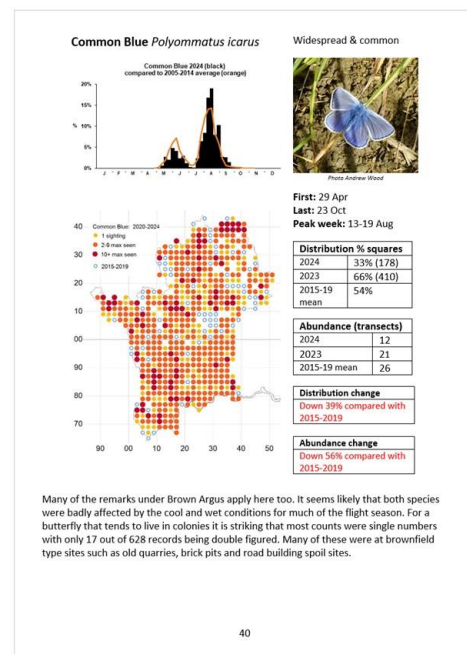 Common Blue Polyommatus icarus
Widespread & common
Common Blue 2024 (black)
compared to 2005-2014 average (orange)
20%
15%
% 10%
5%
0%
J F M A M J J A S O N D
Photo Andrew Wood
First: 29 Apr
Last: 23 Oct
Peak week: 13-19 Aug
Common Blue: 2020-2024
1 sighting
2-9 max seen
10+ max seen
2015-2019
40
30
20
10
00
90
80
70
90 00 10 20 30 40 50
Distribution % squares
2024 33% (178)
2023 66% (410)
2015-19 mean 54%
Abundance (transects)
2024 12
2023 21
2015-19 mean 26
Distribution change
Down 39% compared with
2015-2019
Abundance change
Down 56% compared with
2015-2019
Many of the remarks under Brown Argus apply here too. It seems likely that both species
were badly affected by the cool and wet conditions for much of the flight season. For a
butterfly that tends to live in colonies it is striking that most counts were single numbers
with only 17 out of 628 records being double figured. Many of these were at brownfield
type sites such as old quarries, brick pits and road building spoil sites.
40